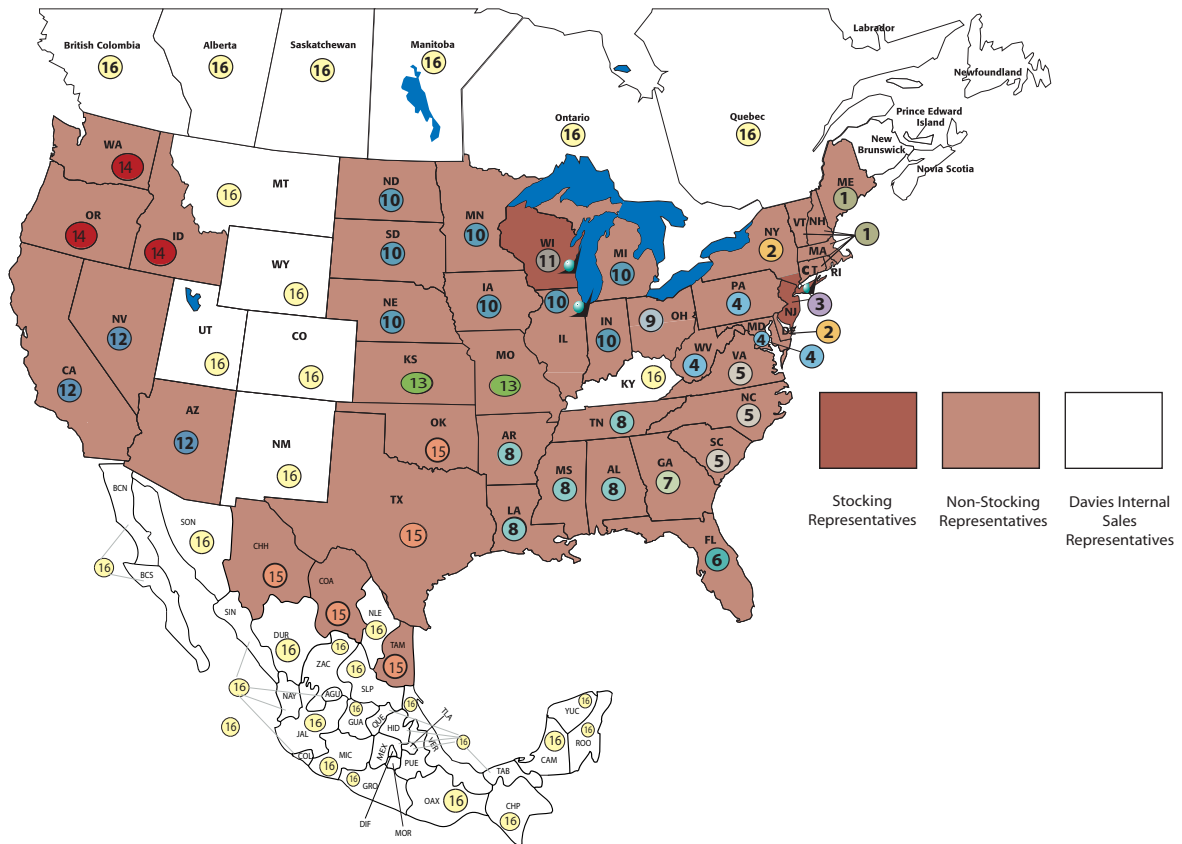 Labrador
British Colombia
Alberta
Saskatchewan
Manitoba
16
16
16
16
Newfoundland
Ontario
16
Quebec
16
Prince Edward
Island
New
Brunswick
Novia Scotia
WA
14
MT
16
ND
10
MN
10
ME
1
OR
14
ID
14
SD
10
WI
11
MI
10
NY
2
VT
NH
1
MA
CT
RI
WY
16
NE
10
IA
10
10
PA
4
NJ
3
NV
12
UT
16
CO
16
IL
IN
10
OH
9
MD
4
DE
2
4
CA
12
KS
13
MO
13
KY
16
WV
4
VA
5
AZ
12
NM
16
OK
15
AR
8
TN
8
NC
5
SC
5
TX
15
LA
8
MS
8
AL
8
GA
7
FL
6
Stocking
Representatives
Non-Stocking
Representatives
Davies Internal
Sales
Representatives
BCN
SON
16
CHH
15
16
BCS
COA
15
NLE
16
SIN
DUR
16
16
TAM
15
ZAC
16
16
NAY
AGU
SLP
16
16
JAL
16
16
GUA
QUE
HID
TLA
VER
16
YUC
16
ROO
16
CAM
16
COL
MIC
16
MEX
PUE
TAB
16
GRO
OAX
16
CHP
16
DIF
MOR